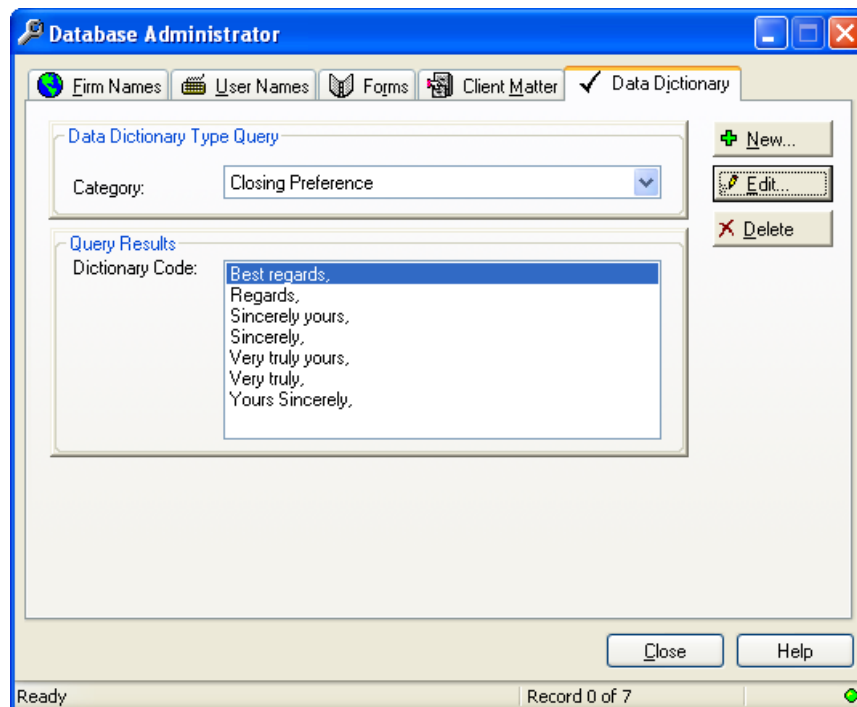 Database Administrator
Firm Names User Names Forms Client Matter Data Dictionary
Data Dictionary Type Query
Category: Closing Preference
New...
Edit...
Delete
Query Results
Dictionary Code:
Best regards,
Regards,
Sincerely yours,
Sincerely,
Very truly yours,
Very truly,
Yours Sincerely,
Close Help
Ready Record 0 of 7